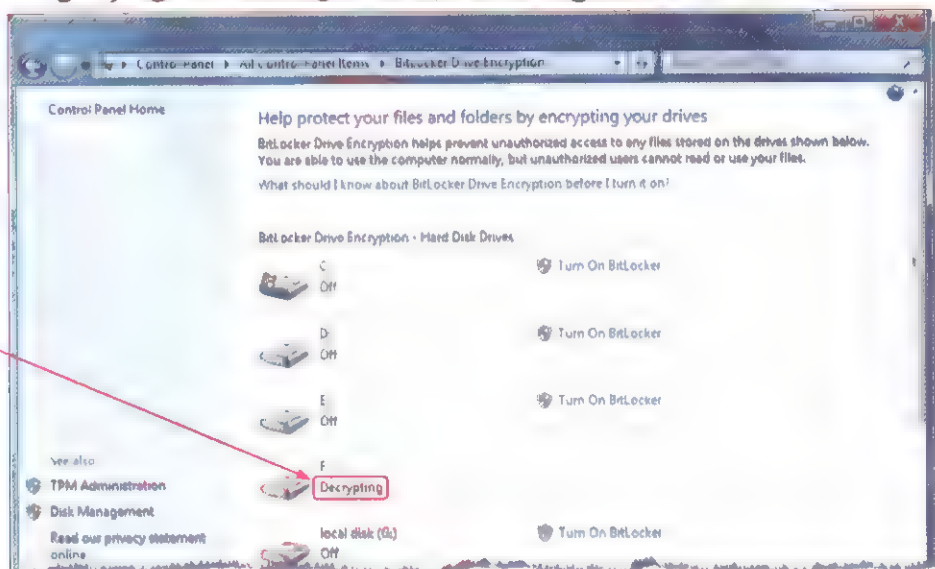 Control Panel ▸ All Control Panel Items ▸ BitLocker Drive Encryption
Control Panel Home
Help protect your files and folders by encrypting your drives
BitLocker Drive Encryption helps prevent unauthorized access to any files stored on the drives shown below.
You are able to use the computer normally, but unauthorized users cannot read or use your files.
What should I know about BitLocker Drive Encryption before I turn it on?
BitLocker Drive Encryption - Hard Disk Drives
C
Off
Turn On BitLocker
D
Off
Turn On BitLocker
E
Off
Turn On BitLocker
F
Decrypting
See also
TPM Administration
Disk Management
Read our privacy statement
online
local disk (G:)
Off
Turn On BitLocker